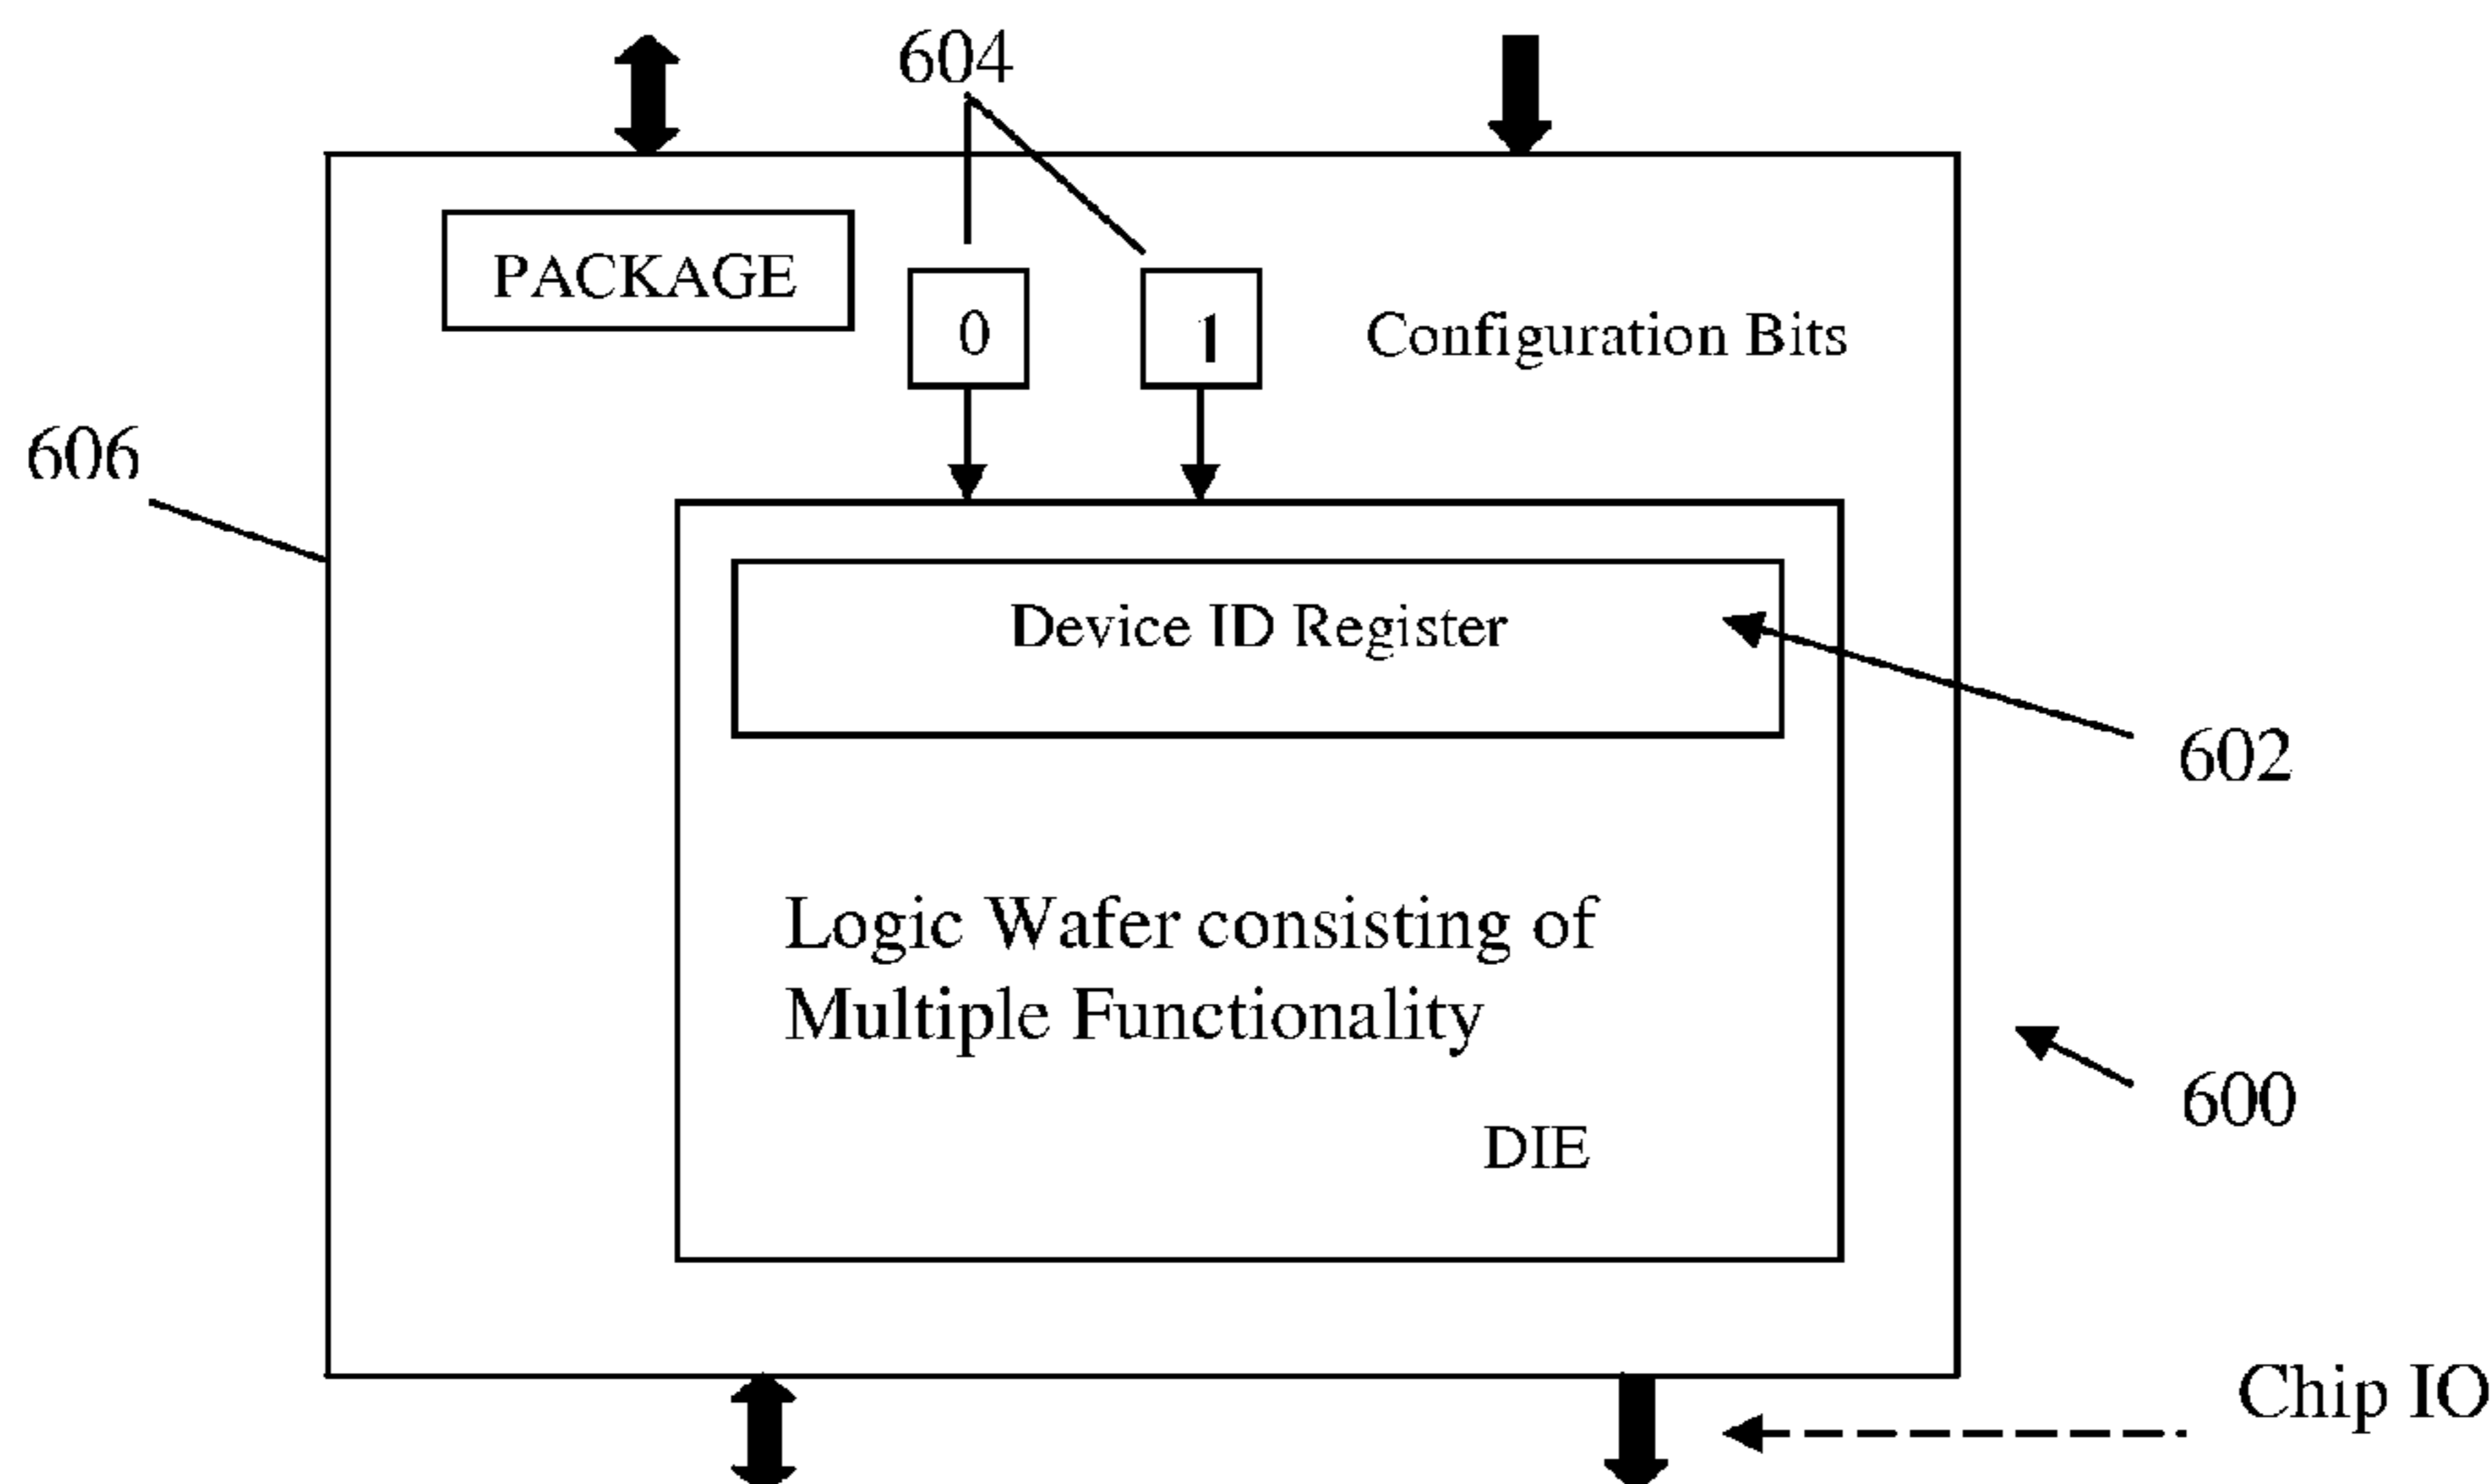 604
PACKAGE
0
1
Configuration Bits
606
Device ID Register
602
Logic Wafer consisting of
Multiple Functionality
600
DIE
Chip IO